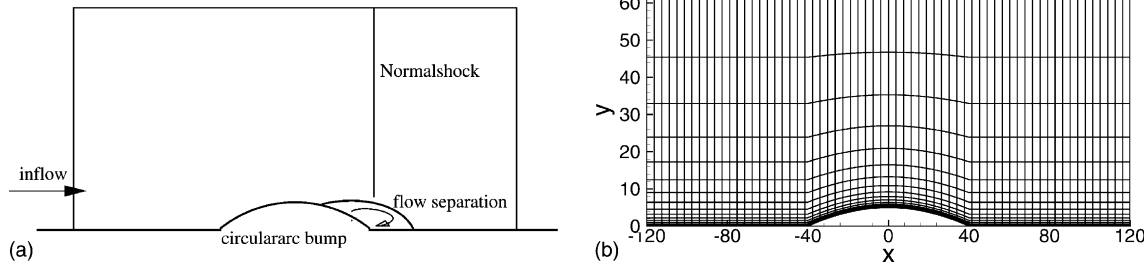 Normalshock
inflow
flow separation
circulararc bump
(a)
60
50
40
30
20
10
0
y
-120
-80
-40
0
40
80
120
x
(b)